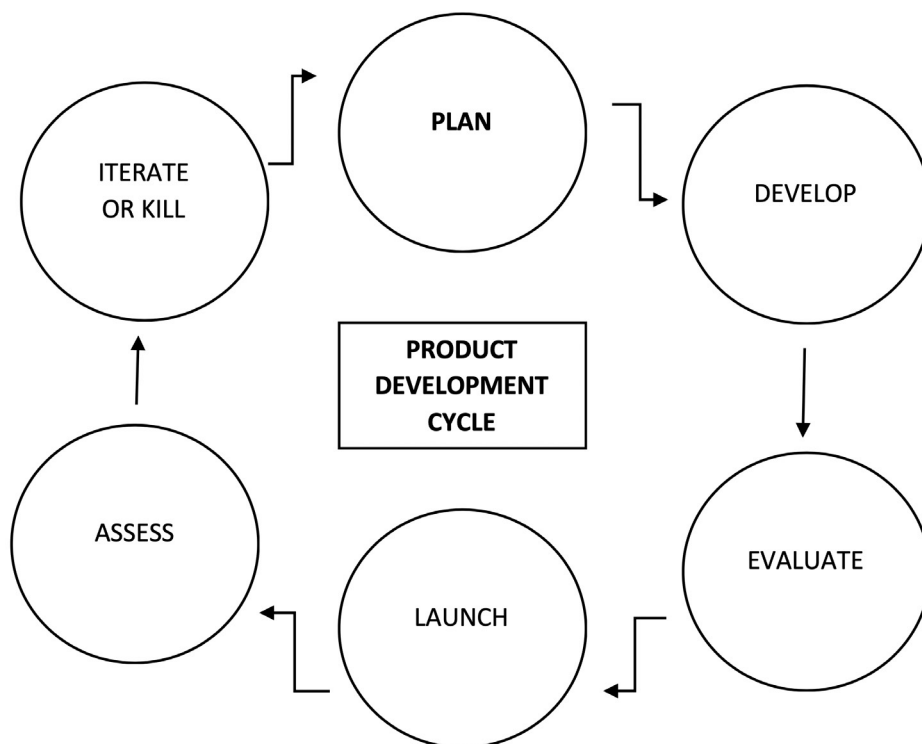 PLAN
DEVELOP
EVALUATE
LAUNCH
ASSESS
ITERATE
OR KILL
PRODUCT
DEVELOPMENT
CYCLE